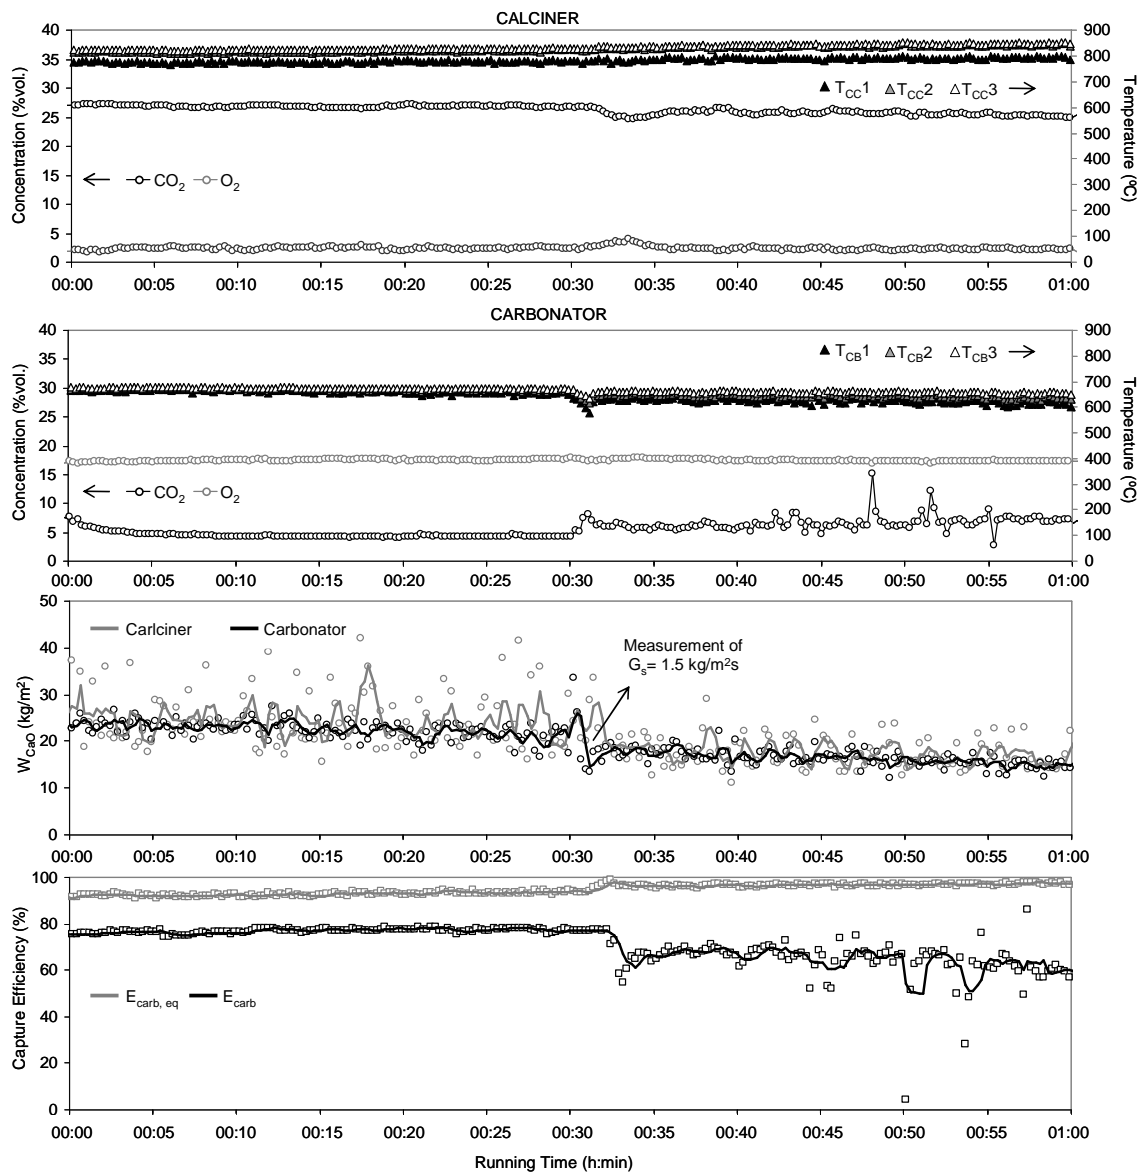 CALCINER
40
35
30
25
20
15
10
5
0
Concentration (%vol.)
900
800
700
600
500
400
300
200
100
0
Temperature (ºC)
T_CC1 T_CC2 T_CC3
CO2 O2
00:00 00:05 00:10 00:15 00:20 00:25 00:30 00:35 00:40 00:45 00:50 00:55 01:00
CARBONATOR
40
35
30
25
20
15
10
5
0
Concentration (%vol.)
900
800
700
600
500
400
300
200
100
0
Temperature (ºC)
T_CB1 T_CB2 T_CB3
CO2 O2
00:00 00:05 00:10 00:15 00:20 00:25 00:30 00:35 00:40 00:45 00:50 00:55 01:00
50
40
30
20
10
0
W_CaO (kg/m²)
Carlciner Carbonator
Measurement of
G_s= 1.5 kg/m²s
00:00 00:05 00:10 00:15 00:20 00:25 00:30 00:35 00:40 00:45 00:50 00:55 01:00
100
80
60
40
20
0
Capture Efficiency (%)
E_carb, eq E_carb
00:00 00:05 00:10 00:15 00:20 00:25 00:30 00:35 00:40 00:45 00:50 00:55 01:00
Running Time (h:min)